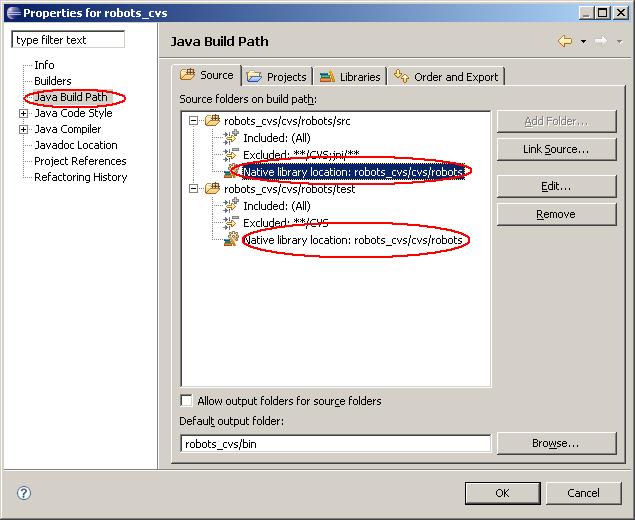 Properties for robots_cvs
type filter text
Info
Builders
Java Build Path
Java Code Style
Java Compiler
Javadoc Location
Project References
Refactoring History
Java Build Path
Source Projects Libraries Order and Export
Source folders on build path:
robots_cvs/cvs/robots/src
Included: (All)
Excluded: **/CVS;jni/**
Native library location: robots_cvs/cvs/robots
robots_cvs/cvs/robots/test
Included: (All)
Excluded: **/CVS
Native library location: robots_cvs/cvs/robots
Add Folder...
Link Source...
Edit...
Remove
Allow output folders for source folders
Default output folder:
robots_cvs/bin
Browse...
?
OK Cancel